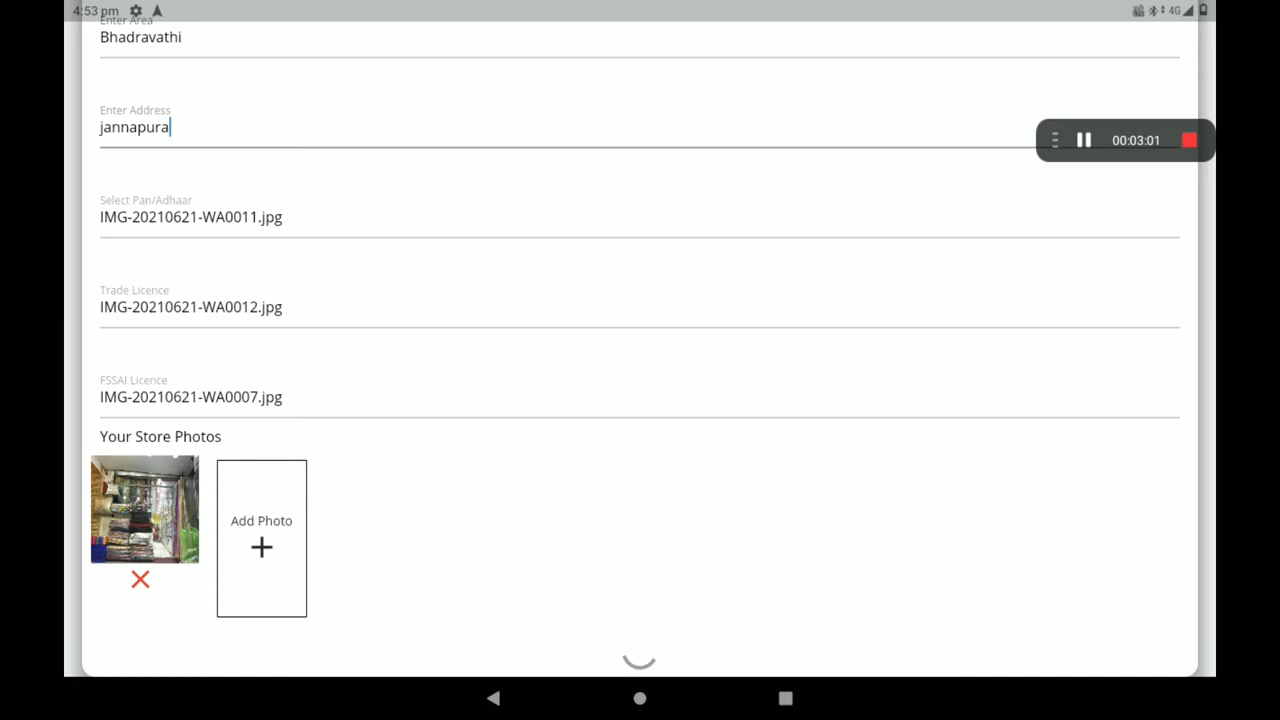 4:53 pm
4G
Enter Area
Bhadravathi
Enter Address
jannapura
00:03:01
Select Pan/Adhaar
IMG-20210621-WA0011.jpg
Trade Licence
IMG-20210621-WA0012.jpg
FSSAI Licence
IMG-20210621-WA0007.jpg
Your Store Photos
Add Photo